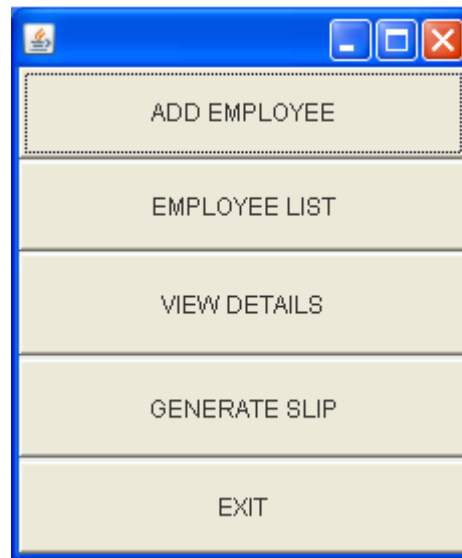 ADD EMPLOYEE
EMPLOYEE LIST
VIEW DETAILS
GENERATE SLIP
EXIT